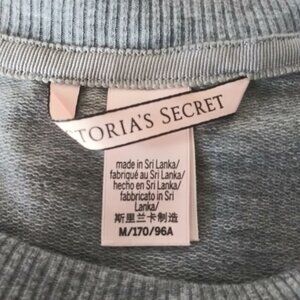 TORIA'S SECRET
made in Sri Lanka/
fabriqué au Sri Lanka/
hecho en Sri Lanka/
fabbricato in Sri
Lanka/
斯里兰卡制造
M/170/96A